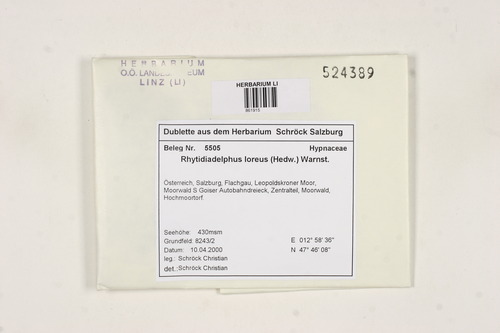 HERBARIUM
O.Ö. LANDESMUSEUM
LINZ (LI)
524389
HERBARIUM LI
801915
Dublette aus dem Herbarium Schröck Salzburg
Beleg Nr. 5505 Hypnaceae
Rhytidiadelphus loreus (Hedw.) Warnst.
Österreich, Salzburg, Flachgau, Leopoldskroner Moor,
Moorwald S Goiser Autobahndreieck, Zentralteil, Moorwald,
Hochmoortorf.
Seehöhe: 430msm
Grundfeld: 8243/2 E 012° 58' 36"
Datum: 10.04.2000 N 47° 46' 08"
leg.: Schröck Christian
det.: Schröck Christian